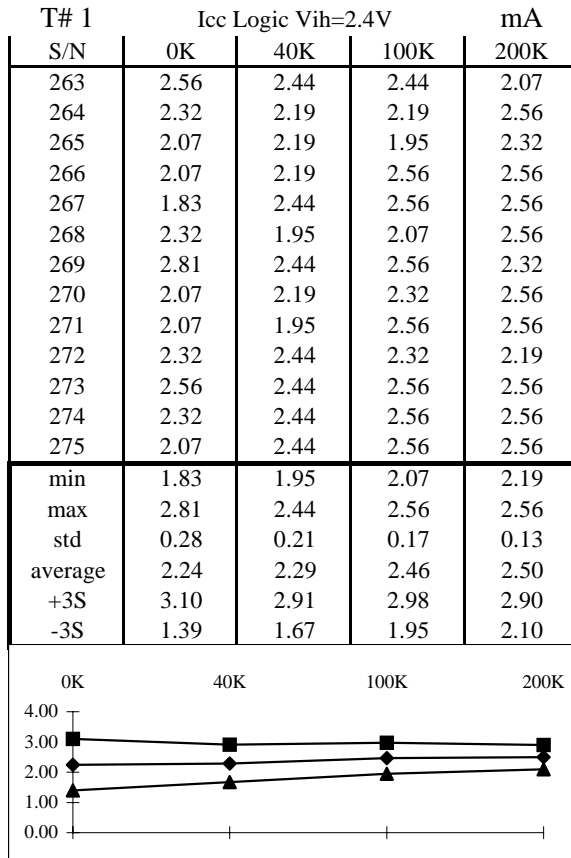 T# 1 Icc Logic Vih=2.4V mA
S/N 0K 40K 100K 200K
263 2.56 2.44 2.44 2.07
264 2.32 2.19 2.19 2.56
265 2.07 2.19 1.95 2.32
266 2.07 2.19 2.56 2.56
267 1.83 2.44 2.56 2.56
268 2.32 1.95 2.07 2.56
269 2.81 2.44 2.56 2.32
270 2.07 2.19 2.32 2.56
271 2.07 1.95 2.56 2.56
272 2.32 2.44 2.32 2.19
273 2.56 2.44 2.56 2.56
274 2.32 2.44 2.56 2.56
275 2.07 2.44 2.56 2.56
min 1.83 1.95 2.07 2.19
max 2.81 2.44 2.56 2.56
std 0.28 0.21 0.17 0.13
average 2.24 2.29 2.46 2.50
+3S 3.10 2.91 2.98 2.90
-3S 1.39 1.67 1.95 2.10
0K 40K 100K 200K
4.00
3.00
2.00
1.00
0.00